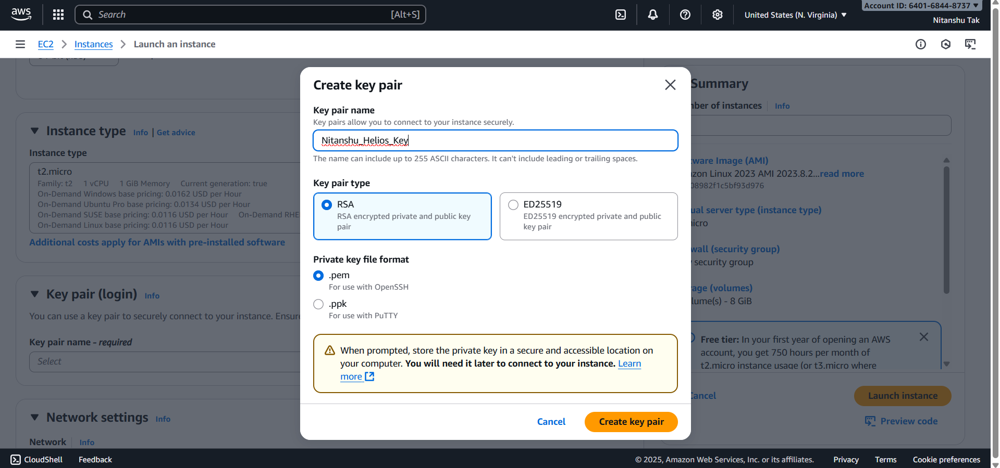 aws
Search
[Alt+S]
United States (N. Virginia)
Account ID: 6401-6844-8737
Nitanshu Tak
EC2
Instances
Launch an instance
Instance type
Info
Get advice
Instance type
t2.micro
Family: t2 1 vCPU 1 GiB Memory Current generation: true
On-Demand Windows base pricing: 0.0162 USD per Hour
On-Demand Ubuntu Pro base pricing: 0.0134 USD per Hour
On-Demand SUSE base pricing: 0.0116 USD per Hour On-Demand RHE
On-Demand Linux base pricing: 0.0116 USD per Hour
Additional costs apply for AMIs with pre-installed software
Key pair (login)
Info
You can use a key pair to securely connect to your instance. Ensure
Key pair name - required
Select
Network settings
Info
Network
Info
Create key pair
Key pair name
Key pairs allow you to connect to your instance securely.
Nitanshu_Helios_Key
The name can include up to 255 ASCII characters. It can't include leading or trailing spaces.
Key pair type
RSA
RSA encrypted private and public key
pair
ED25519
ED25519 encrypted private and public
key pair
Private key file format
.pem
For use with OpenSSH
.ppk
For use with PuTTY
When prompted, store the private key in a secure and accessible location on
your computer. You will need it later to connect to your instance. Learn
more
Cancel
Create key pair
Summary
ber of instances
Info
ware Image (AMI)
zon Linux 2023 AMI 2023.8.2...read more
08982f1c5bf93d976
ual server type (instance type)
icro
wall (security group)
security group
rage (volumes)
lume(s) - 8 GiB
Free tier: In your first year of opening an AWS
account, you get 750 hours per month of
t2.micro instance usage (or t3.micro where
Cancel
Launch instance
Preview code
CloudShell
Feedback
© 2025, Amazon Web Services, Inc. or its affiliates.
Privacy
Terms
Cookie preferences